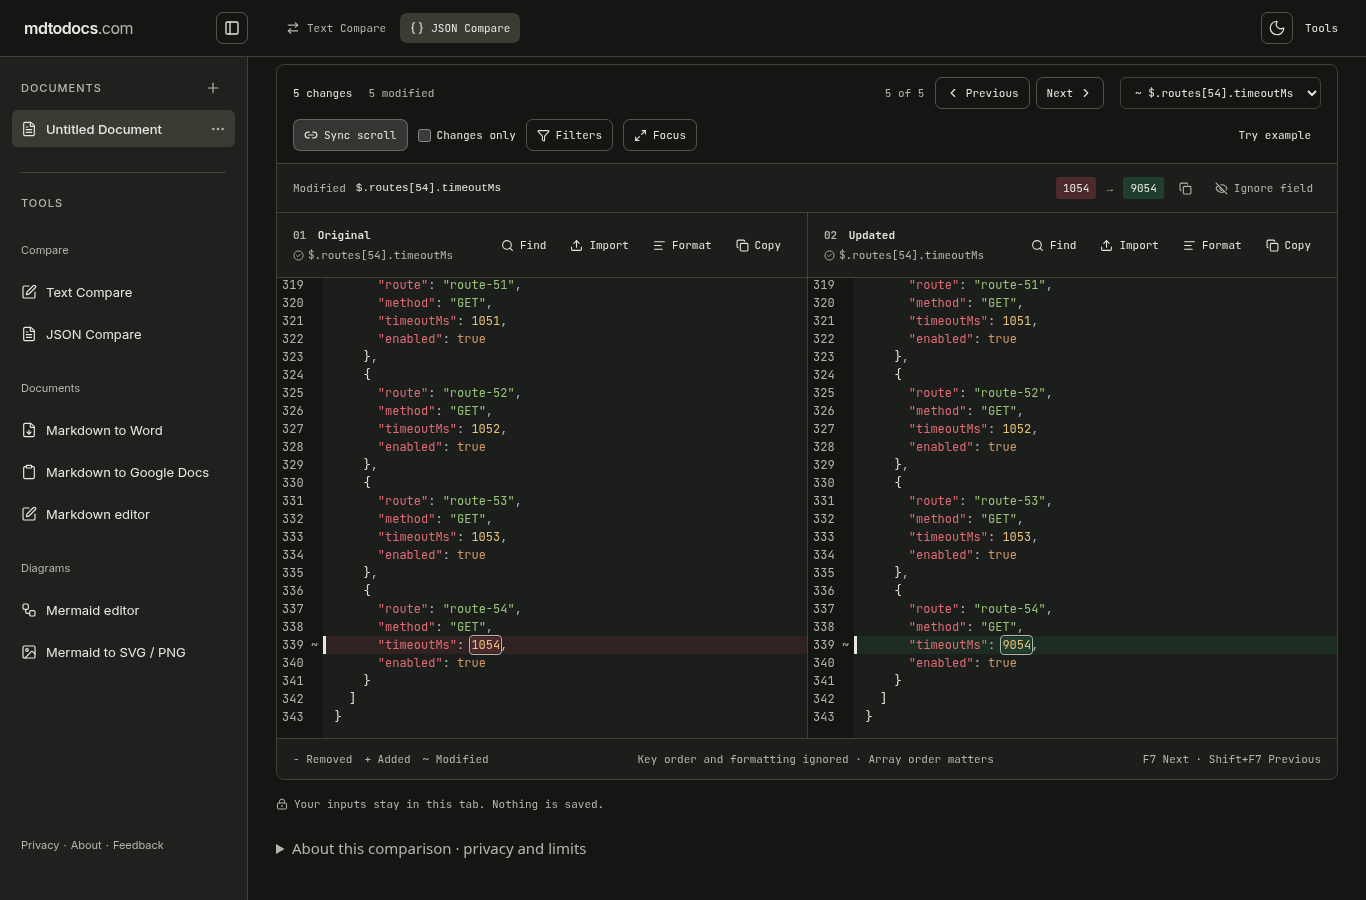 mdtodocs.com
Text Compare
JSON Compare
Tools
DOCUMENTS
Untitled Document
TOOLS
Compare
Text Compare
JSON Compare
Documents
Markdown to Word
Markdown to Google Docs
Markdown editor
Diagrams
Mermaid editor
Mermaid to SVG / PNG
Privacy · About · Feedback
5 changes 5 modified
5 of 5 Previous Next ~ $.routes[54].timeoutMs
Sync scroll Changes only Filters Focus Try example
Modified $.routes[54].timeoutMs 1054 → 9054 Ignore field
01 Original
$.routes[54].timeoutMs
Find Import Format Copy
319 "route": "route-51",
320 "method": "GET",
321 "timeoutMs": 1051,
322 "enabled": true
323 },
324 {
325 "route": "route-52",
326 "method": "GET",
327 "timeoutMs": 1052,
328 "enabled": true
329 },
330 {
331 "route": "route-53",
332 "method": "GET",
333 "timeoutMs": 1053,
334 "enabled": true
335 },
336 {
337 "route": "route-54",
338 "method": "GET",
339 ~ "timeoutMs": 1054,
340 "enabled": true
341 }
342 ]
343 }
02 Updated
$.routes[54].timeoutMs
Find Import Format Copy
319 "route": "route-51",
320 "method": "GET",
321 "timeoutMs": 1051,
322 "enabled": true
323 },
324 {
325 "route": "route-52",
326 "method": "GET",
327 "timeoutMs": 1052,
328 "enabled": true
329 },
330 {
331 "route": "route-53",
332 "method": "GET",
333 "timeoutMs": 1053,
334 "enabled": true
335 },
336 {
337 "route": "route-54",
338 "method": "GET",
339 ~ "timeoutMs": 9054,
340 "enabled": true
341 }
342 ]
343 }
- Removed + Added ~ Modified
Key order and formatting ignored · Array order matters
F7 Next · Shift+F7 Previous
Your inputs stay in this tab. Nothing is saved.
About this comparison · privacy and limits